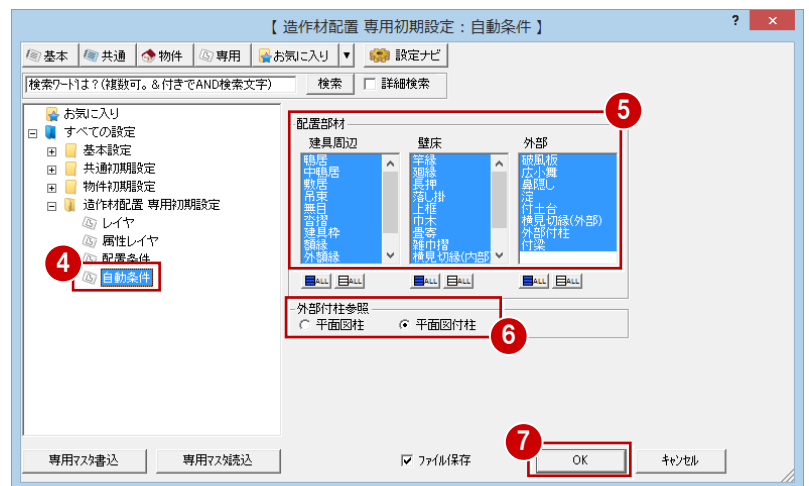 【 造作材配置 専用初期設定：自動条件 】
? ×
基本 共通 物件 専用 お気に入り ▼ 設定ナビ
検索ワードは？(複数可。＆付きでAND検索文字) 検索 詳細検索
お気に入り
すべての設定
基本設定
共通初期設定
物件初期設定
造作材配置 専用初期設定
レイヤ
属性レイヤ
配置条件
4
自動条件
5
配置部材
建具周辺
鴨居
中鴨居
敷居
吊束
無目
沓摺
建具枠
額縁
外額縁
ALL ALL
壁床
竿縁
廻縁
長押
落し掛
上框
巾木
畳寄
雑巾摺
横見切縁(内部
ALL ALL
外部
破風板
広小舞
鼻隠し
淀
付土台
横見切縁(外部)
外部付柱
付梁
ALL ALL
外部付柱参照
平面図柱 平面図付柱
6
7
専用マスタ書込 専用マスタ読込 ファイル保存 OK キャンセル